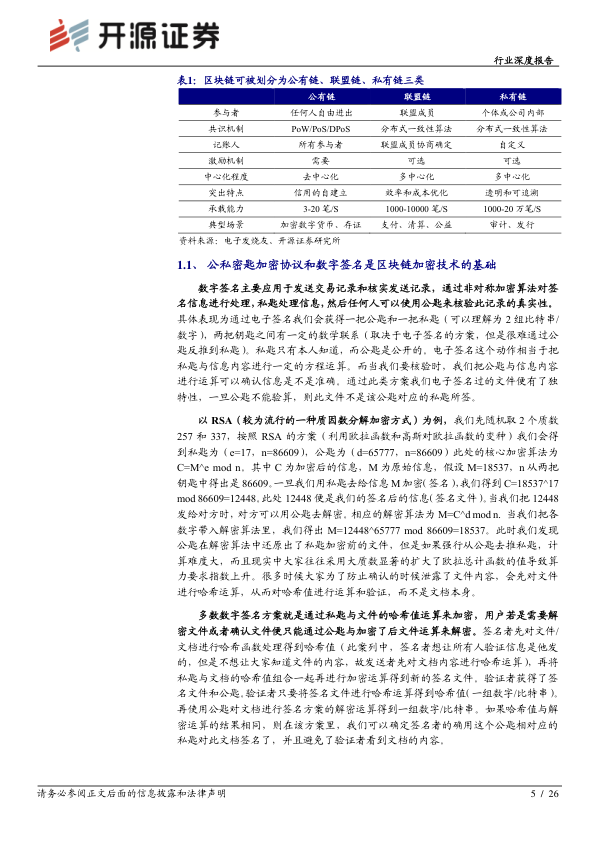 开源证券
行业深度报告
表1：区块链可被划分为公有链、联盟链、私有链三类
公有链 联盟链 私有链
参与者 任何人自由进出 联盟成员 个体或公司内部
共识机制 PoW/PoS/DPoS 分布式一致性算法 分布式一致性算法
记账人 所有参与者 联盟成员协商确定 自定义
激励机制 需要 可选 可选
中心化程度 去中心化 多中心化 多中心化
突出特点 信用的自建立 效率和成本优化 透明和可追溯
承载能力 3-20 笔/S 1000-10000 笔/S 1000-20 万笔/S
典型场景 加密数字货币、存证 支付、清算、公益 审计、发行
资料来源：电子发烧友、开源证券研究所
1.1、 公私密匙加密协议和数字签名是区块链加密技术的基础
数字签名主要应用于发送交易记录和核实发送记录，通过非对称加密算法对签
名信息进行处理，私匙处理信息，然后任何人可以使用公匙来核验此记录的真实性。
具体表现为通过电子签名我们会获得一把公匙和一把私匙（可以理解为 2 组比特串/
数字），两把钥匙之间有一定的数学联系（取决于电子签名的方案，但是很难通过公
匙反推到私匙）。私匙只有本人知道，而公匙是公开的。电子签名这个动作相当于把
私匙与信息内容进行一定的方程运算。而当我们要核验时，我们把公匙与信息内容
进行运算可以确认信息是不是准确。通过此类方案我们电子签名过的文件便有了独
特性，一旦公匙不能验算，则此文件不是该公匙对应的私匙所签。
以 RSA（较为流行的一种质因数分解加密方式）为例，我们先随机取 2 个质数
257 和 337，按照 RSA 的方案（利用欧拉函数和高斯对欧拉函数的变种）我们会得
到私匙为（e=17，n=86609），公匙为（d=65777，n=86609）此处的核心加密算法为
C=M^e mod n。其中 C 为加密后的信息，M 为原始信息，假设 M=18537，n 从两把
钥匙中得出是 86609。一旦我们用私匙去给信息 M 加密（签名），我们得到 C=18537^17
mod 86609=12448。此处 12448 便是我们的签名后的信息（签名文件）。当我们把 12448
发给对方时，对方可以用公匙去解密。相应的解密算法为 M=C^d mod n. 当我们把各
数字带入解密算法里，我们得出 M=12448^65777 mod 86609=18537。此时我们发现
公匙在解密算法中还原出了私匙加密前的文件，但是如果强行从公匙去推私匙，计
算难度大，而且现实中大家往往采用大质数显著的扩大了欧拉总计函数的值导致算
力要求指数上升。很多时候大家为了防止确认的时候泄露了文件内容，会先对文件
进行哈希运算，从而对哈希值进行运算和验证，而不是文档本身。
多数数字签名方案就是通过私匙与文件的哈希值运算来加密，用户若是需要解
密文件或者确认文件便只能通过公匙与加密了后文件运算来解密。签名者先对文件/
文档进行哈希函数处理得到哈希值（此案列中，签名者想让所有人验证信息是他发
的，但是不想让大家知道文件的内容，故发送者先对文档内容进行哈希运算），再将
私匙与文档的哈希值组合一起再进行加密运算得到新的签名文件。验证者获得了签
名文件和公匙。验证者只要将签名文件进行哈希运算得到哈希值（一组数字/比特串）。
再使用公匙对文档进行签名方案的解密运算得到一组数字/比特串。如果哈希值与解
密运算的结果相同，则在该方案里，我们可以确定签名者的确用这个公匙相对应的
私匙对此文档签名了，并且避免了验证者看到文档的内容。
请务必参阅正文后面的信息披露和法律声明 5 / 26